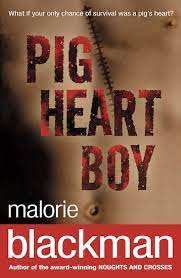 What if your only chance of survival was a pig's heart?
PIG
HEART
BOY
malorie
blackman
Author of the award-winning NOUGHTS AND CROSSES